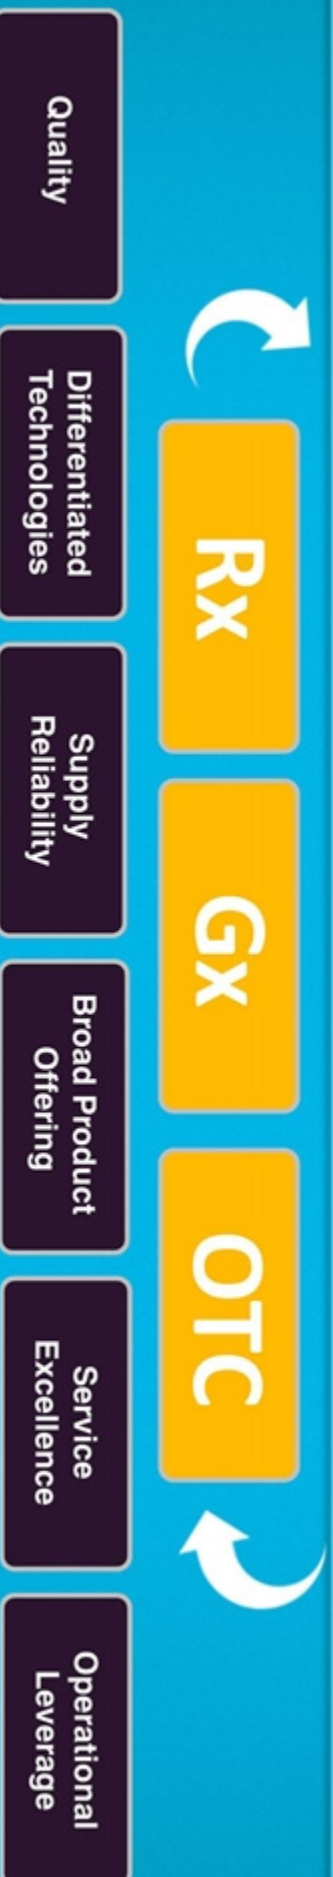 Rx
Gx
OTC
Quality
Differentiated
Technologies
Supply
Reliability
Broad Product
Offering
Service
Excellence
Operational
Leverage